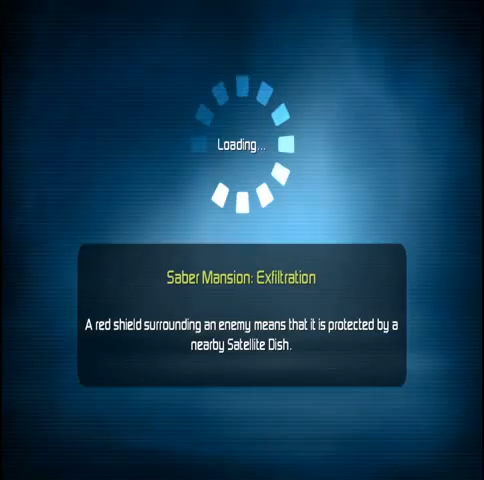 Loading...
Saber Mansion: Exfiltration
A red shield surrounding an enemy means that it is protected by a
nearby Satellite Dish.